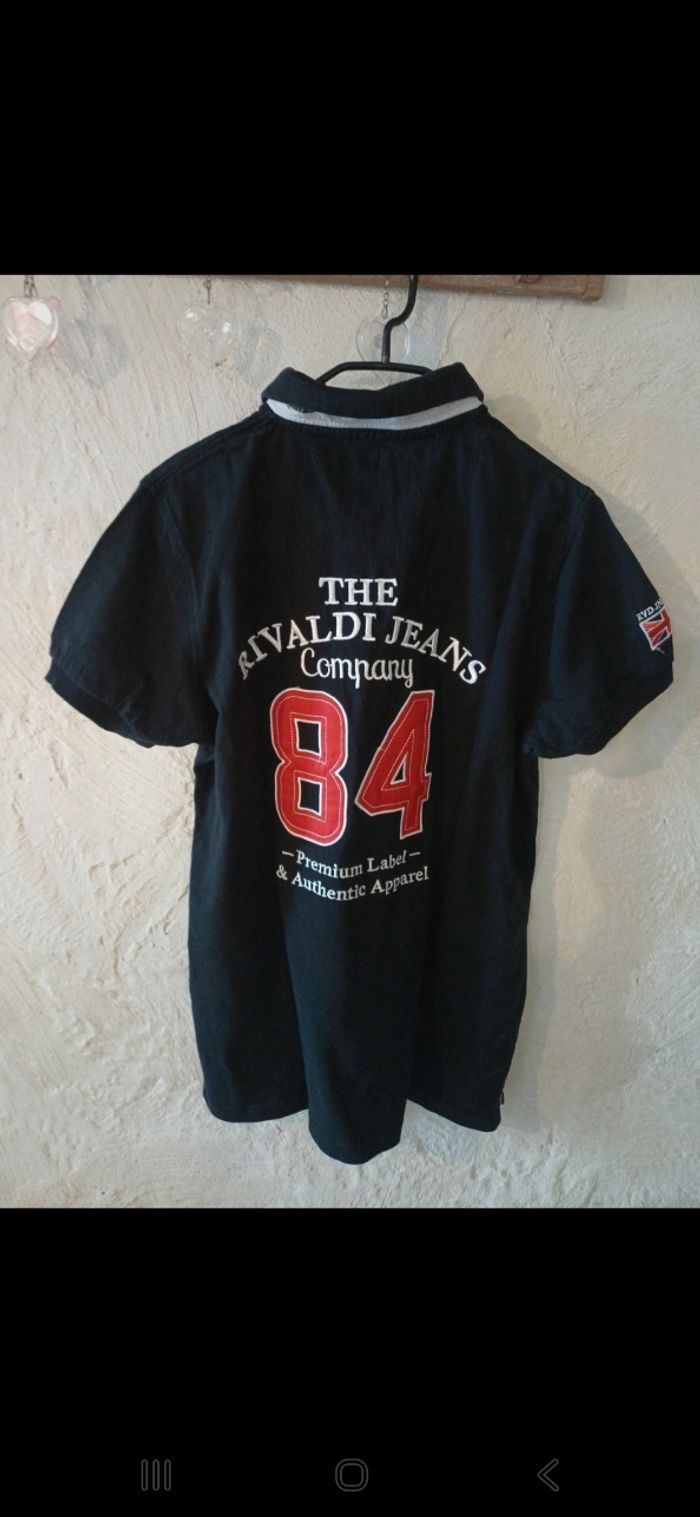 THE
RIVALDI JEANS
Company
84
– Premium Label –
& Authentic Apparel